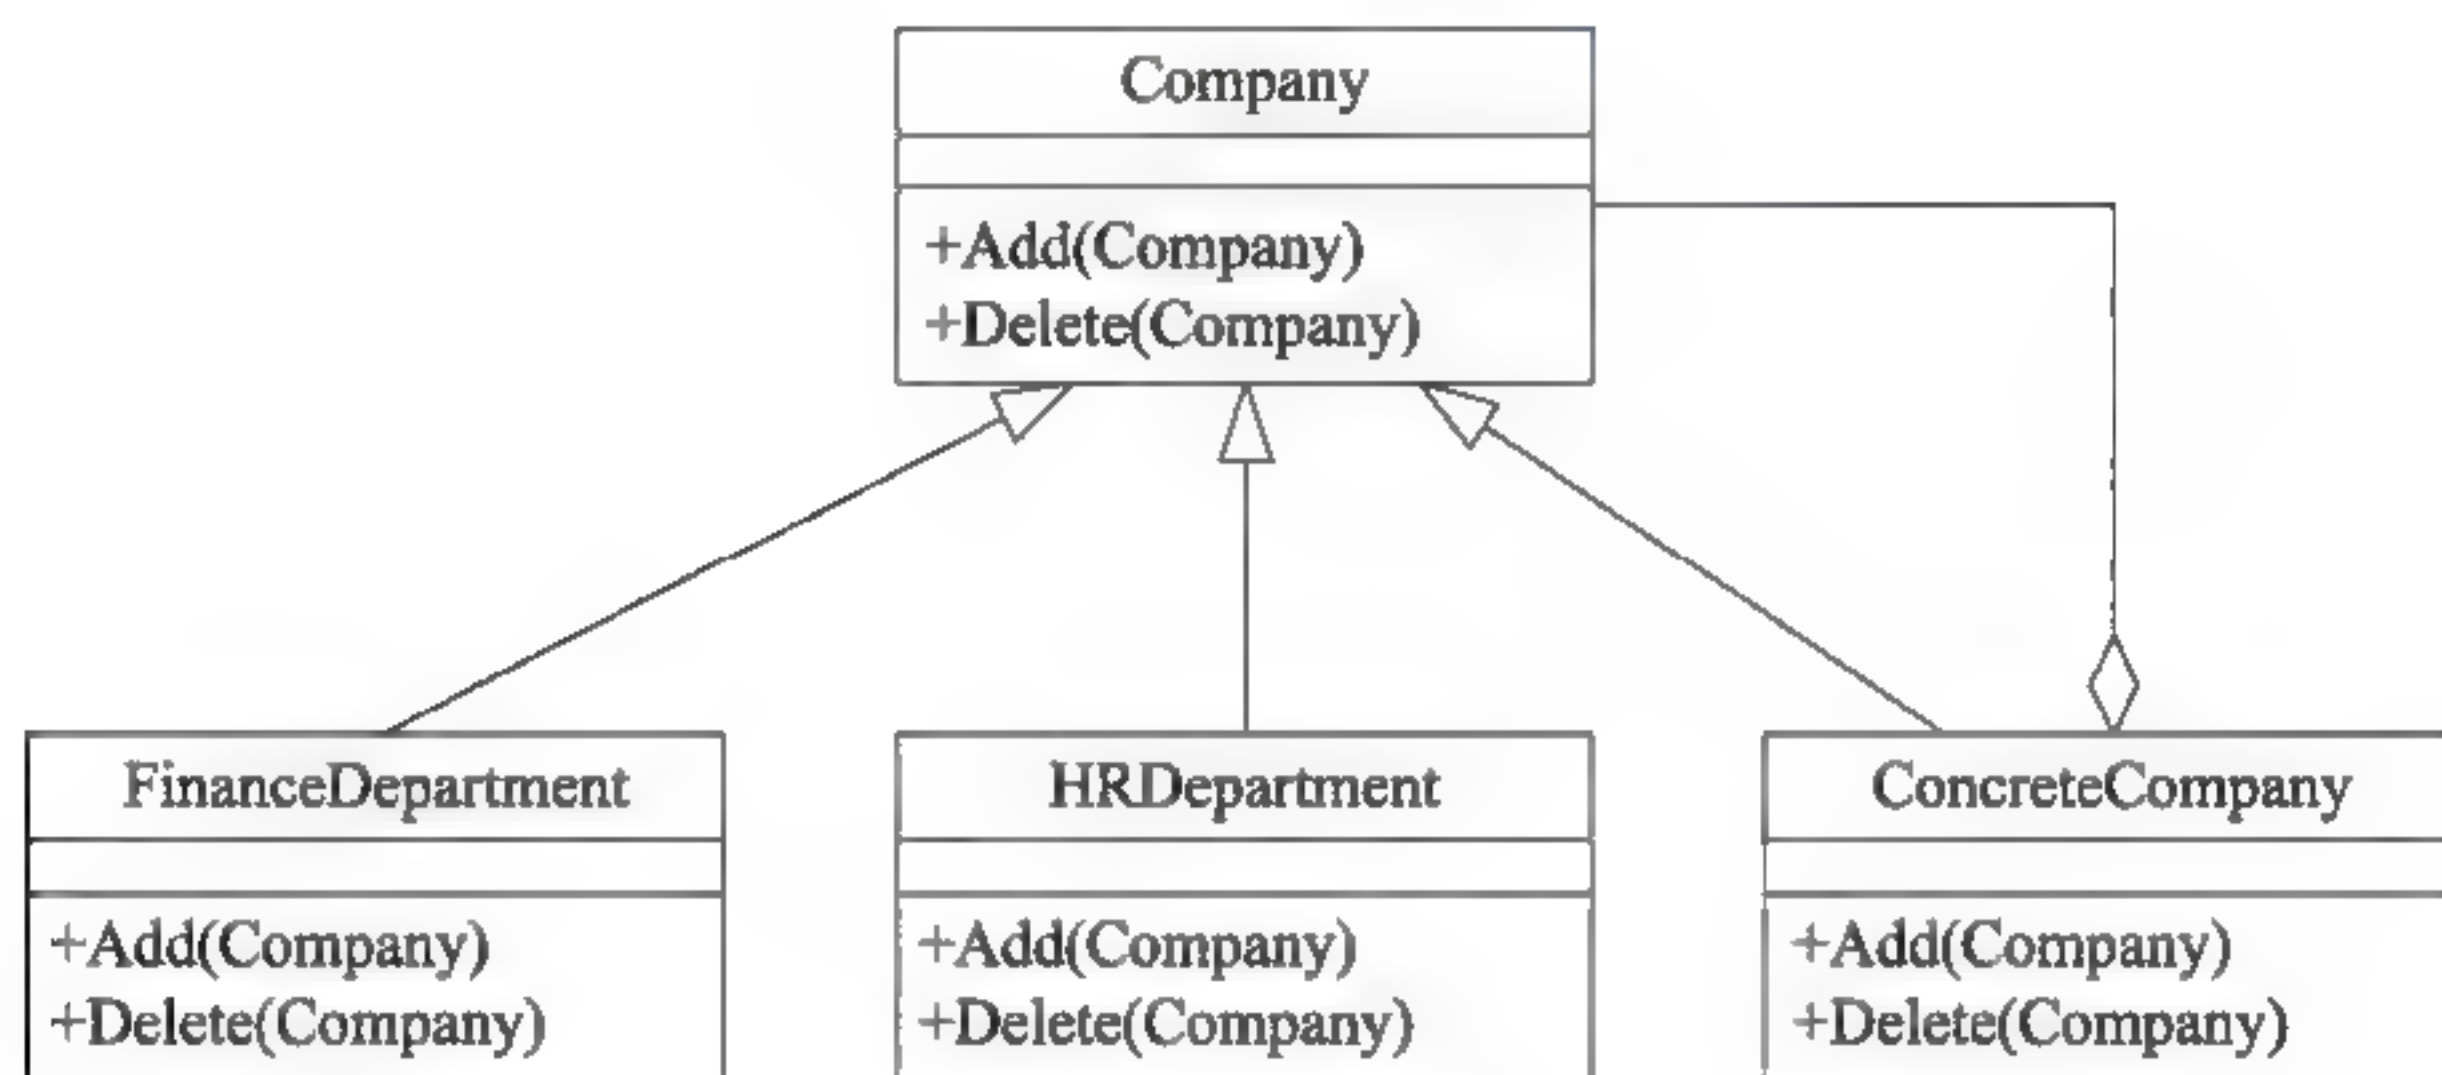 Company
+Add(Company)
+Delete(Company)
FinanceDepartment
+Add(Company)
+Delete(Company)
HRDepartment
+Add(Company)
+Delete(Company)
ConcreteCompany
+Add(Company)
+Delete(Company)